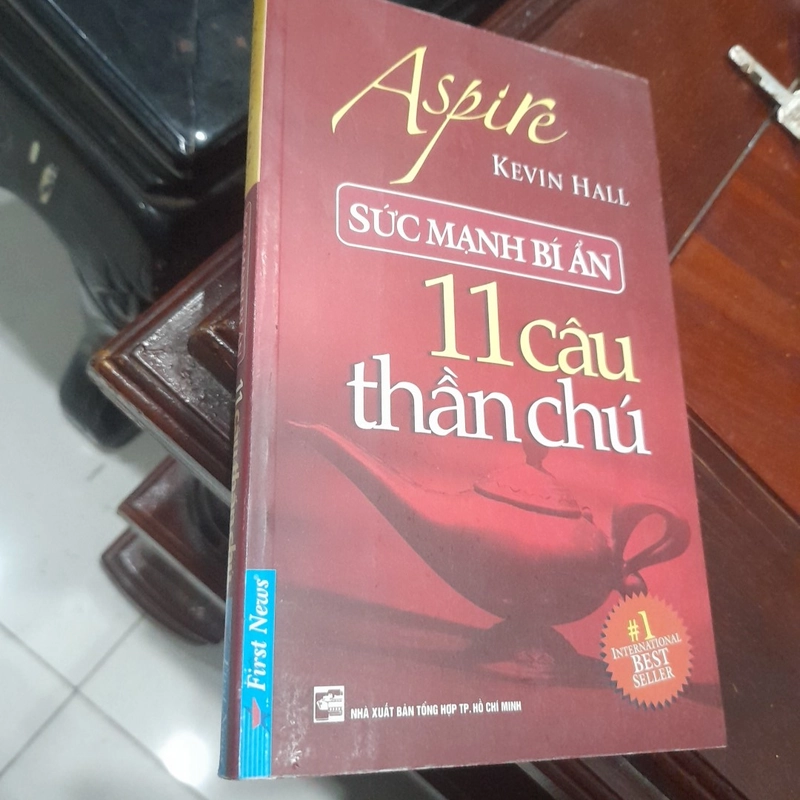 Aspire
KEVIN HALL
SỨC MẠNH BÍ ẨN
11 câu
thần chú
#1
INTERNATIONAL
BEST
SELLER
First News
NHÀ XUẤT BẢN TỔNG HỢP TP. HỒ CHÍ MINH